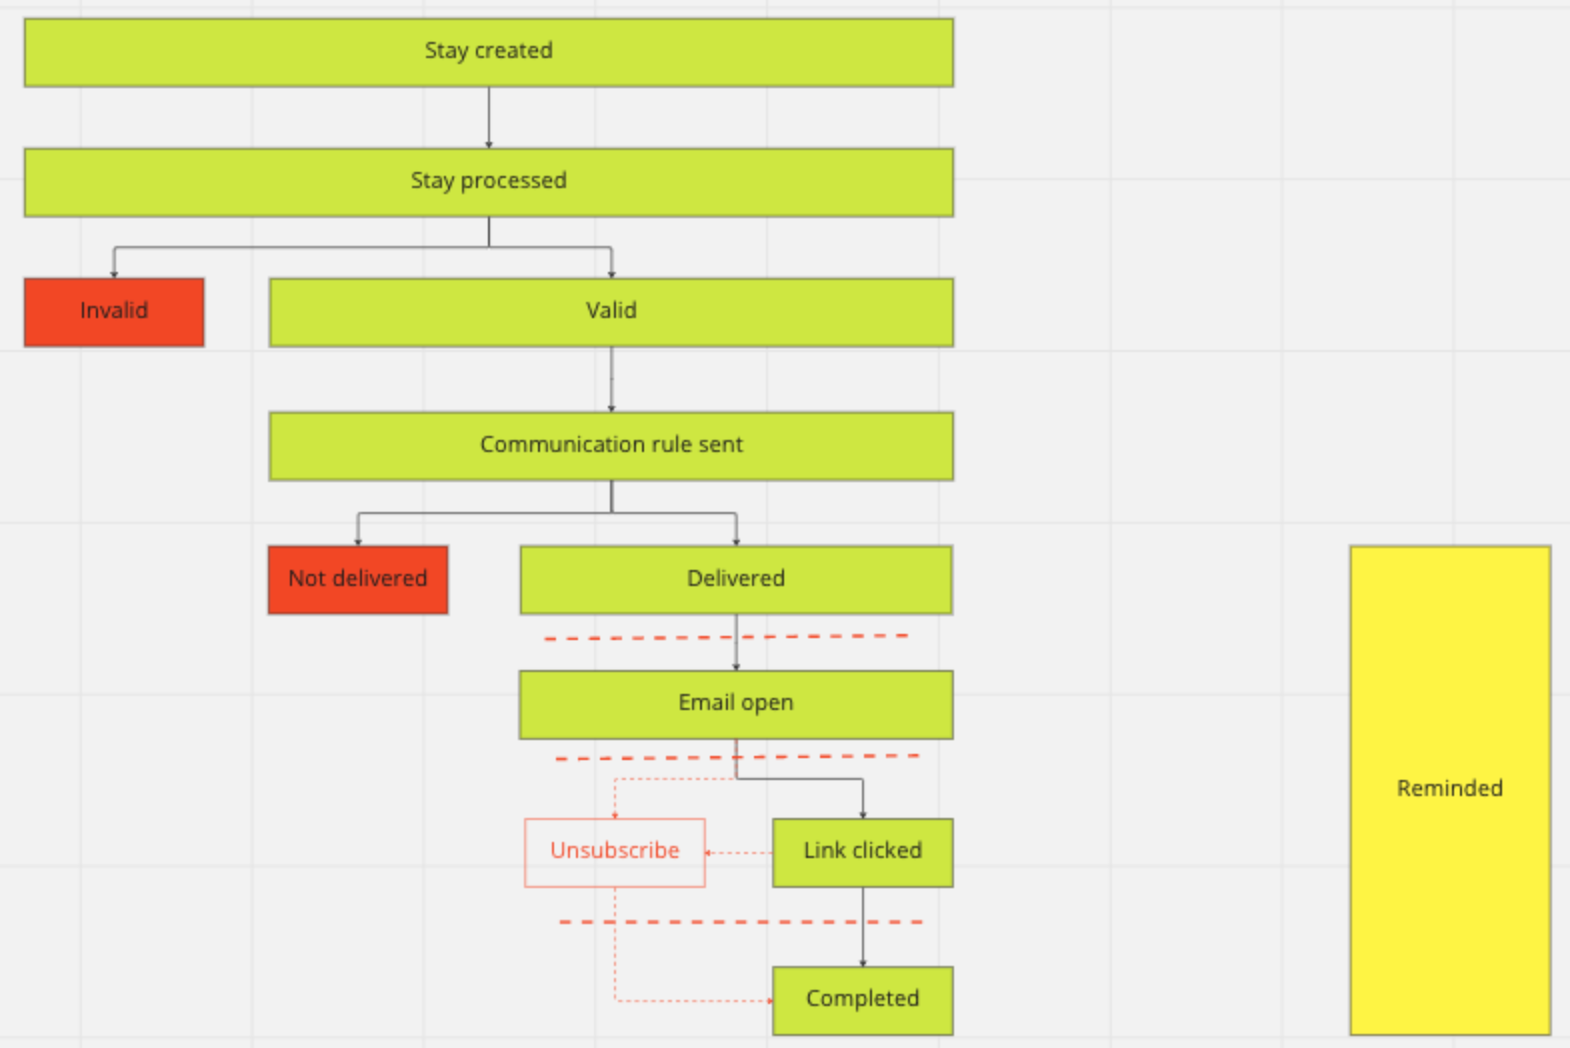 Stay created
Stay processed
Invalid
Valid
Communication rule sent
Not delivered
Delivered
Email open
Reminded
Unsubscribe
Link clicked
Completed